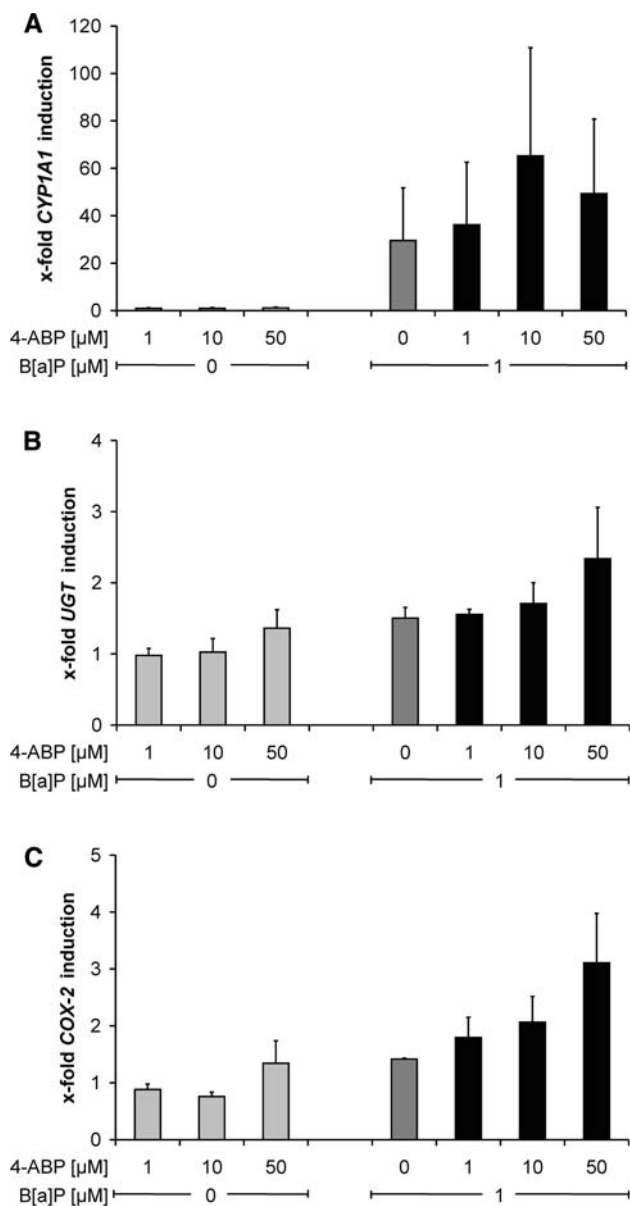 A
x-fold CYP1A1 induction
120
100
80
60
40
20
0
4-ABP [µM] 1 10 50 0 1 10 50
B[a]P [µM] 0 1
B
x-fold UGT induction
4
3
2
1
0
4-ABP [µM] 1 10 50 0 1 10 50
B[a]P [µM] 0 1
C
x-fold COX-2 induction
5
4
3
2
1
0
4-ABP [µM] 1 10 50 0 1 10 50
B[a]P [µM] 0 1